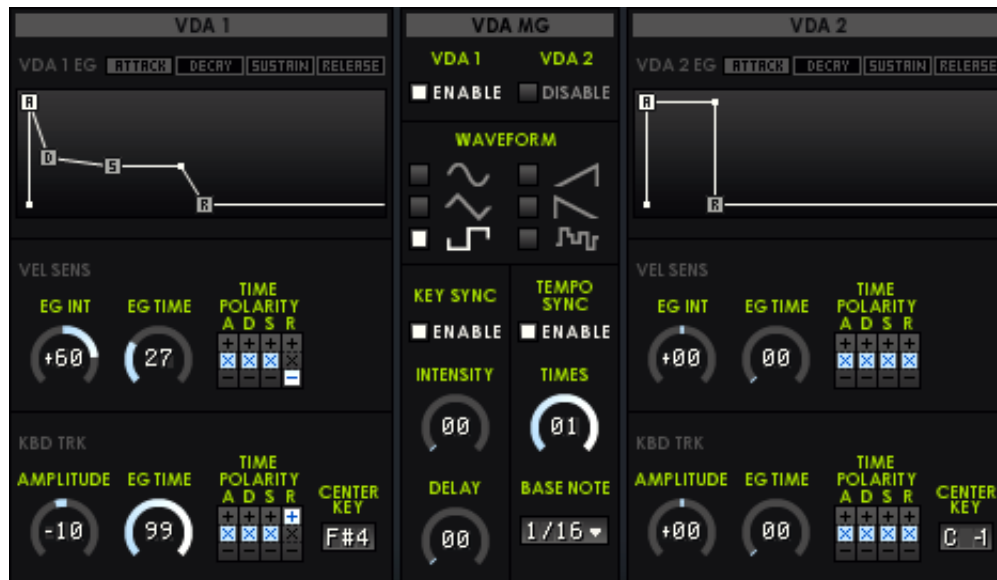 VDA 1
VDA 1 EG ATTACK DECAY SUSTAIN RELEASE
A
D
S
R
VEL SENS
EG INT EG TIME TIME POLARITY
A D S R
+60 27
+ + + +
X X X X
- - - -
KBD TRK
AMPLITUDE EG TIME TIME POLARITY CENTER KEY
A D S R
-10 99 F#4
+ + + +
X X X X
- - - -
VDA MG
VDA 1 VDA 2
ENABLE DISABLE
WAVEFORM
KEY SYNC TEMPO SYNC
ENABLE ENABLE
INTENSITY TIMES
00 01
DELAY BASE NOTE
00 1/16
VDA 2
VDA 2 EG ATTACK DECAY SUSTAIN RELEASE
A
R
VEL SENS
EG INT EG TIME TIME POLARITY
A D S R
+00 00
+ + + +
X X X X
- - - -
KBD TRK
AMPLITUDE EG TIME TIME POLARITY CENTER KEY
A D S R
+00 00 C -1
+ + + +
X X X X
- - - -